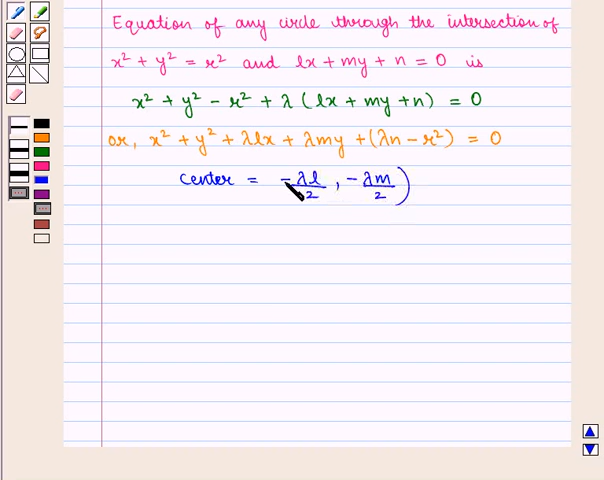 Equation of any circle through the intersection of
x² + y² = r² and lx + my + n = 0 is
x² + y² - r² + λ (lx + my + n) = 0
or, x² + y² + λlx + λmy + (λn - r²) = 0
center = -λl/2 , -λm/2 )